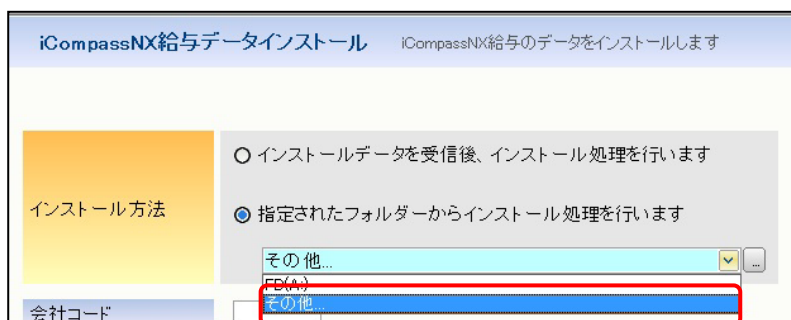 iCompassNX給与データインストール iCompassNX給与のデータをインストールします
インストールデータを受信後、インストール処理を行います
インストール方法
指定されたフォルダーからインストール処理を行います
その他...
...
FD(A:)
その他...
会社コード